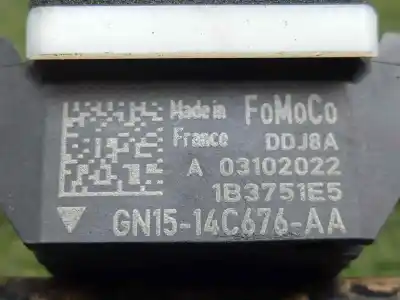 Made in FoMoCo
France DDJ8A
A 03102022
1B3751E5
GN15-14C676-AA